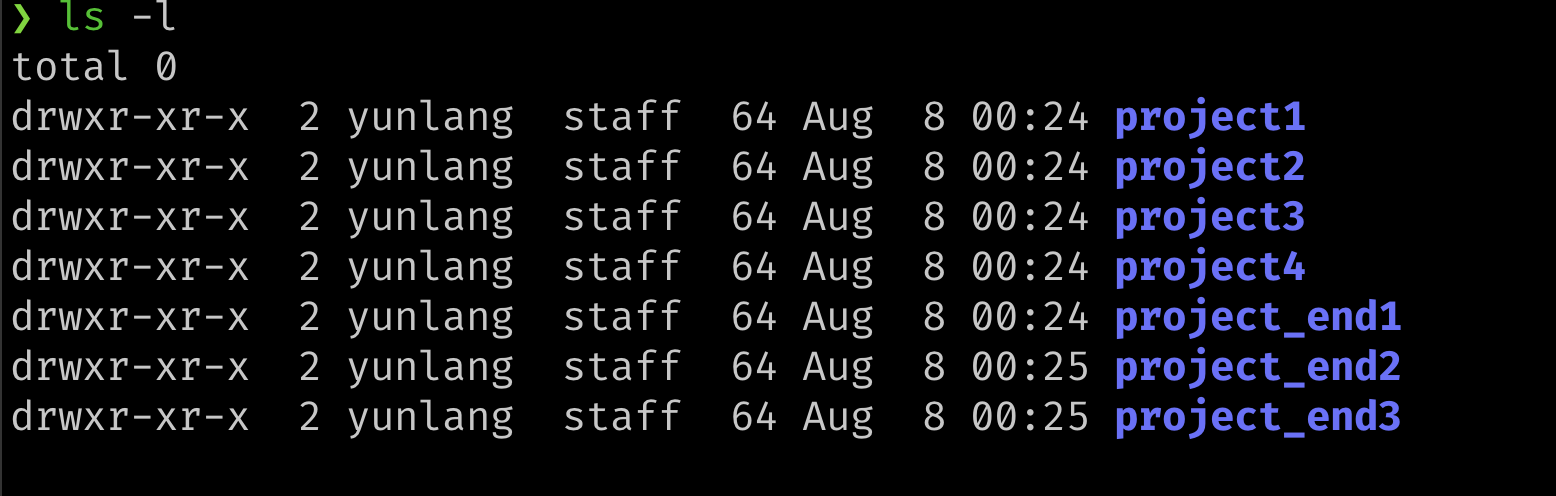 ❯ ls -l
total 0
drwxr-xr-x  2 yunlang  staff  64 Aug  8 00:24 project1
drwxr-xr-x  2 yunlang  staff  64 Aug  8 00:24 project2
drwxr-xr-x  2 yunlang  staff  64 Aug  8 00:24 project3
drwxr-xr-x  2 yunlang  staff  64 Aug  8 00:24 project4
drwxr-xr-x  2 yunlang  staff  64 Aug  8 00:24 project_end1
drwxr-xr-x  2 yunlang  staff  64 Aug  8 00:25 project_end2
drwxr-xr-x  2 yunlang  staff  64 Aug  8 00:25 project_end3